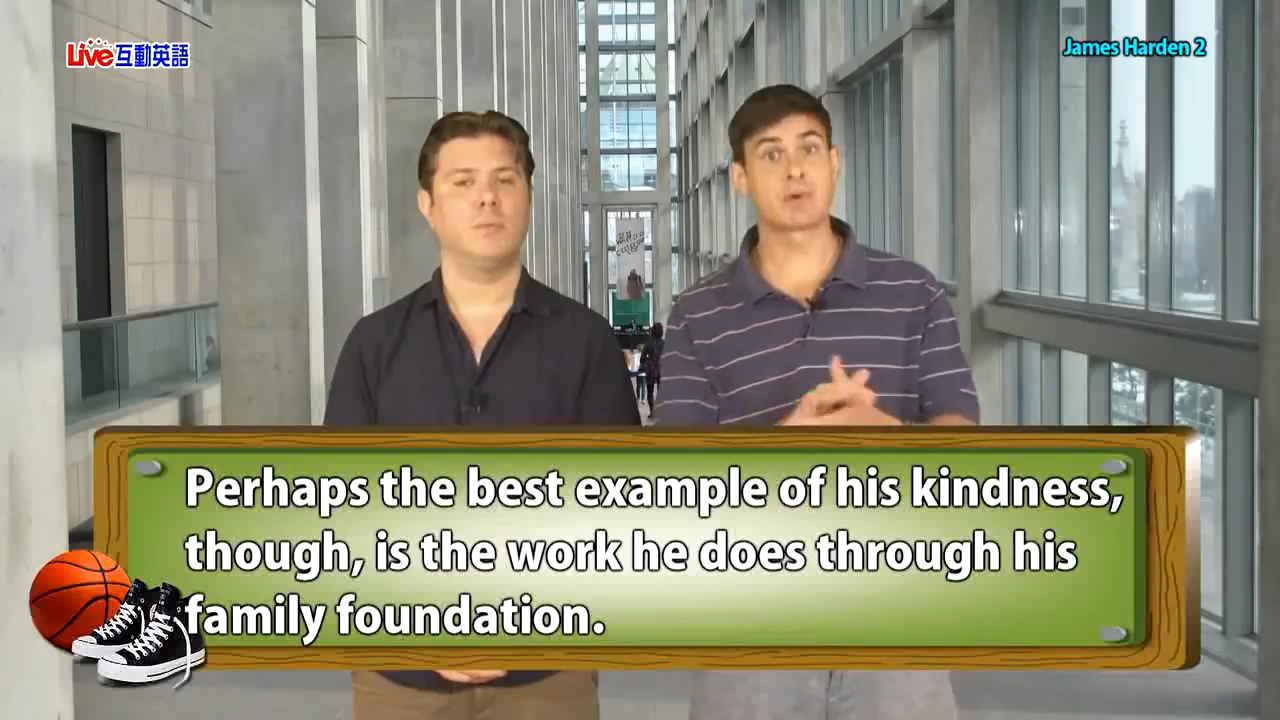 Live互動英語
James Harden 2
Perhaps the best example of his kindness,
though, is the work he does through his
family foundation.